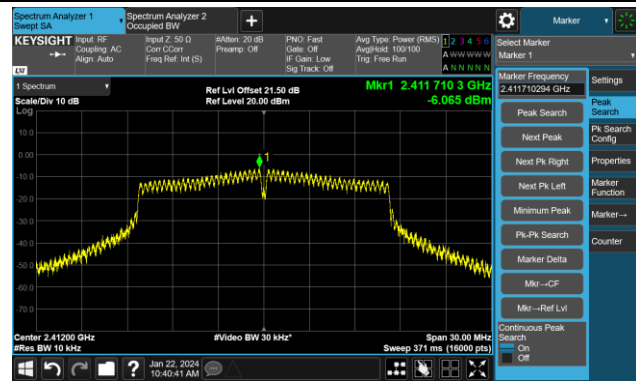 Spectrum Analyzer 1
Swept SA
Spectrum Analyzer 2
Occupied BW
+
Marker
KEYSIGHT
Input: RF
Coupling: AC
Align: Auto
Input Z: 50 Ω
Corr CCorr
Freq Ref: Int (S)
#Atten: 20 dB
Preamp: Off
PNO: Fast
Gate: Off
IF Gain: Low
Sig Track: Off
Avg Type: Power (RMS)
Avg|Hold: 100/100
Trig: Free Run
1 2 3 4 5 6
A W W W W W
A N N N N N
LXI
Select Marker
Marker 1
1 Spectrum
Scale/Div 10 dB
Log
Ref Lvl Offset 21.50 dB
Ref Level 20.00 dBm
Mkr1 2.411 710 3 GHz
-6.065 dBm
10.0
0.00
-10.0
-20.0
-30.0
-40.0
-50.0
-60.0
-70.0
1
Center 2.41200 GHz
#Res BW 10 kHz
#Video BW 30 kHz*
Span 30.00 MHz
Sweep 371 ms (16000 pts)
Marker Frequency
2.411710294 GHz
Peak Search
Next Peak
Next Pk Right
Next Pk Left
Minimum Peak
Pk-Pk Search
Marker Delta
Mkr→CF
Mkr→Ref Lvl
Continuous Peak
Search
On
Off
Settings
Peak
Search
Pk Search
Config
Properties
Marker
Function
Marker→
Counter
?
Jan 22, 2024
10:40:41 AM